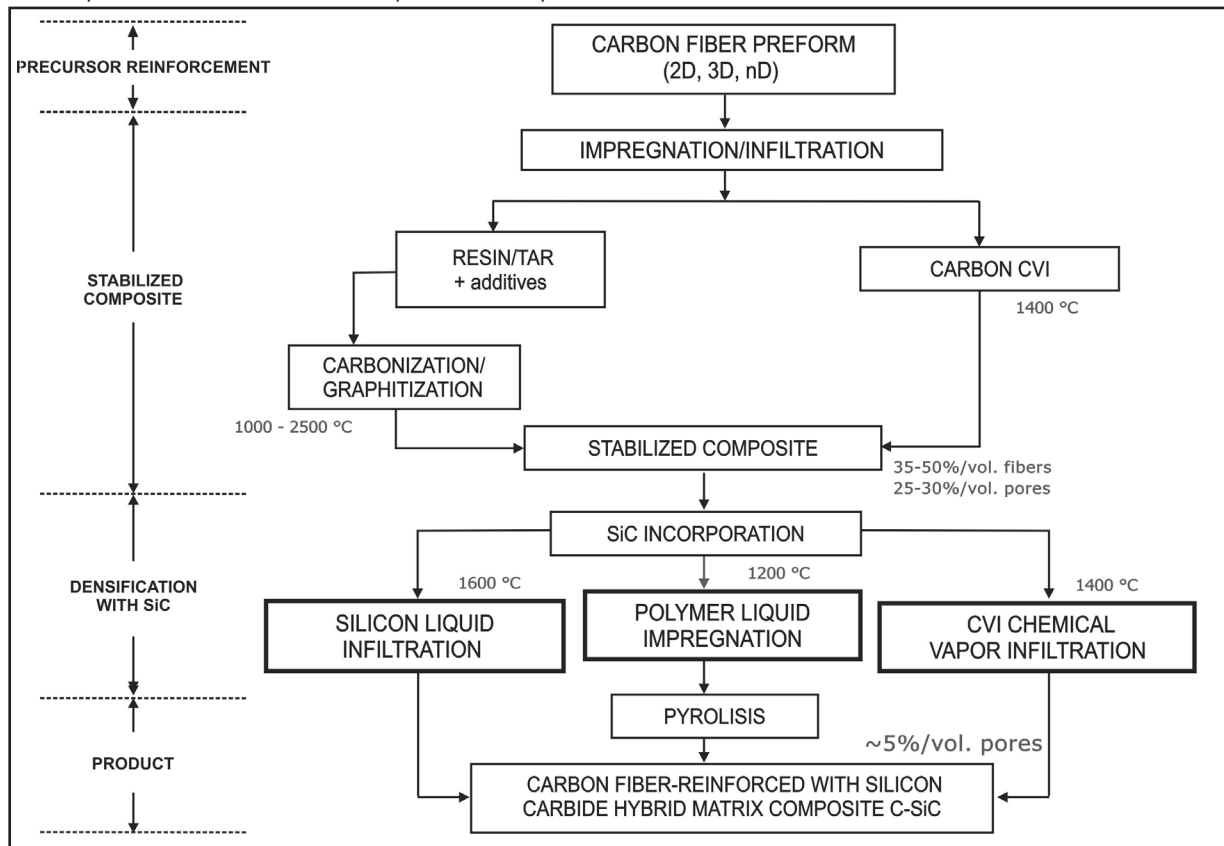 PRECURSOR REINFORCEMENT
CARBON FIBER PREFORM
(2D, 3D, nD)
IMPREGNATION/INFILTRATION
RESIN/TAR
+ additives
CARBON CVI
1400 °C
STABILIZED
COMPOSITE
CARBONIZATION/
GRAPHITIZATION
1000 - 2500 °C
STABILIZED COMPOSITE
35-50%/vol. fibers
25-30%/vol. pores
SiC INCORPORATION
DENSIFICATION
WITH SiC
1600 °C
1200 °C
1400 °C
SILICON LIQUID
INFILTRATION
POLYMER LIQUID
IMPREGNATION
CVI CHEMICAL
VAPOR INFILTRATION
PYROLISIS
~5%/vol. pores
PRODUCT
CARBON FIBER-REINFORCED WITH SILICON
CARBIDE HYBRID MATRIX COMPOSITE C-SiC